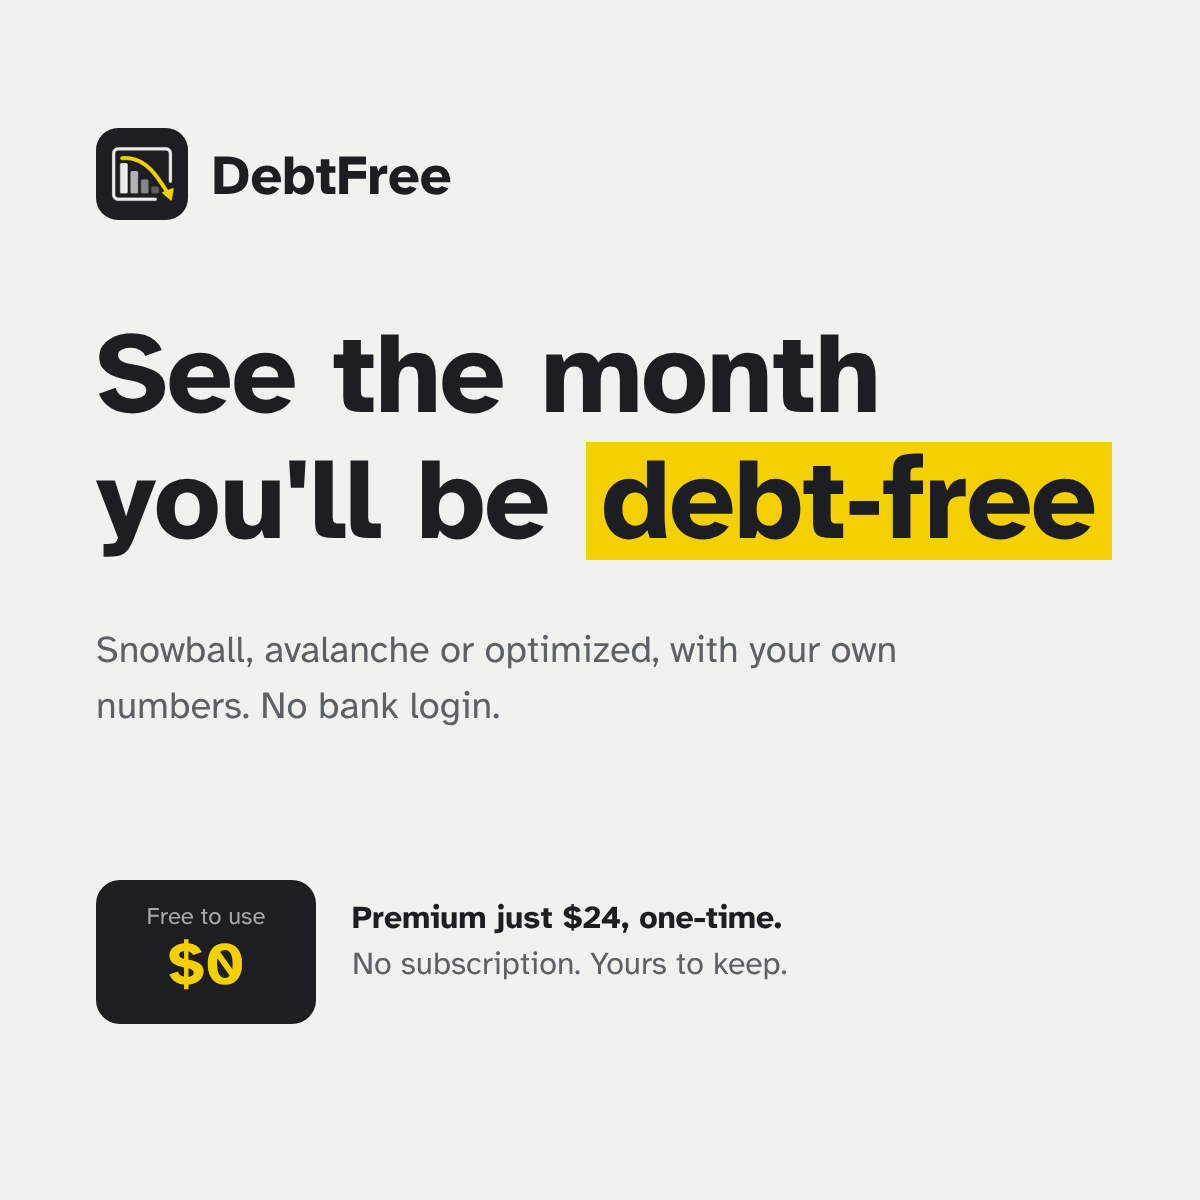 DebtFree
See the month
you'll be debt-free
Snowball, avalanche or optimized, with your own
numbers. No bank login.
Free to use
$0
Premium just $24, one-time.
No subscription. Yours to keep.